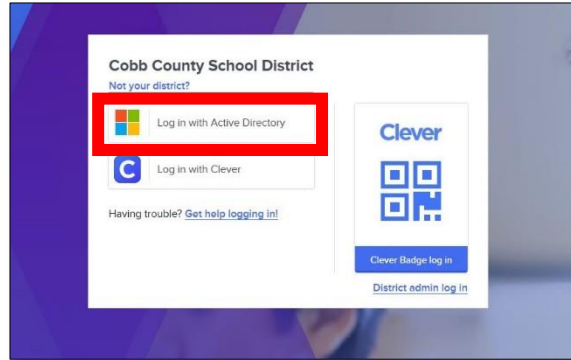 Cobb County School District
Not your district?
Log in with Active Directory
C
Log in with Clever
Having trouble? Get help logging in!
Clever
Clever Badge log in
District admin log in